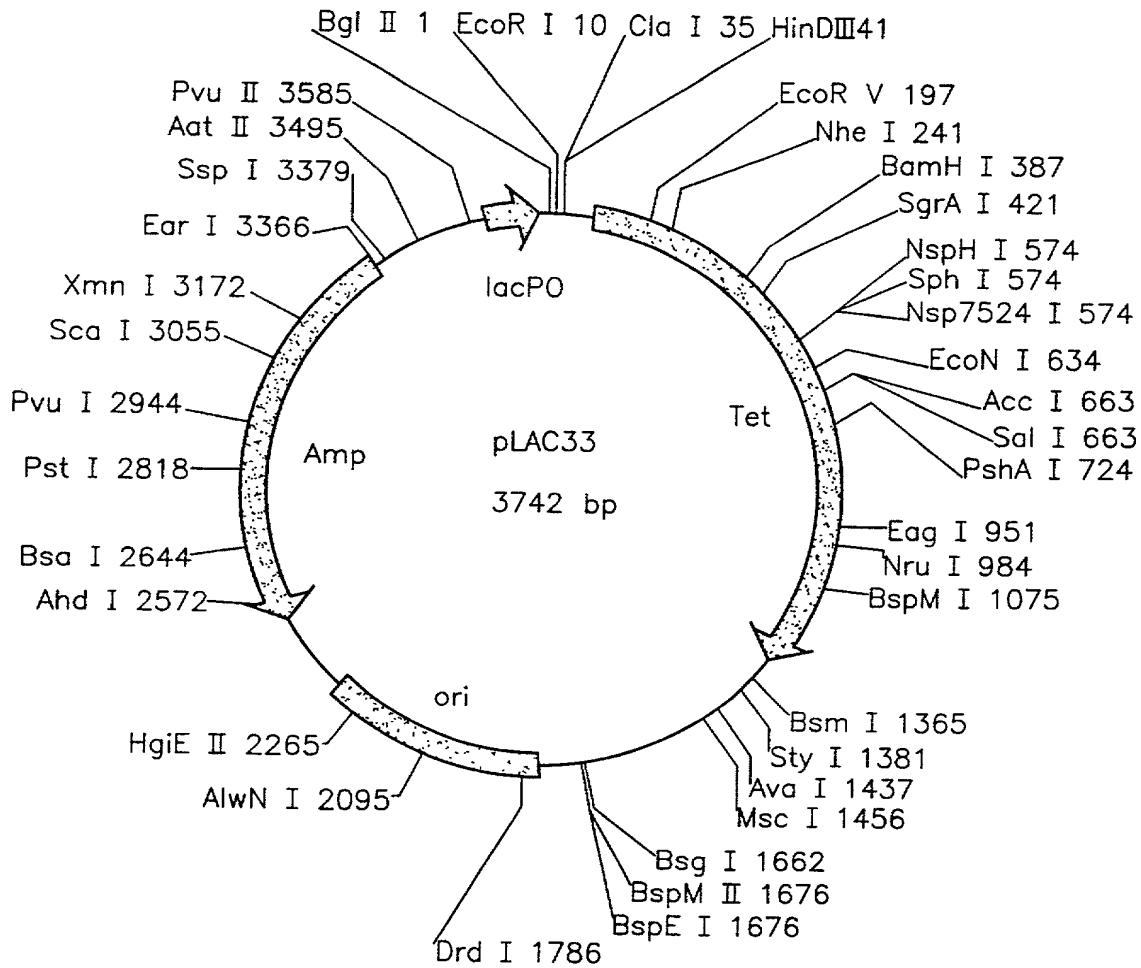 Bgl II 1
EcoR I 10
Cla I 35
HinDIII41
Pvu II 3585
Aat II 3495
Ssp I 3379
Ear I 3366
Xmn I 3172
Sca I 3055
Pvu I 2944
Pst I 2818
Bsa I 2644
Ahd I 2572
HgiE II 2265
AlwN I 2095
Drd I 1786
EcoR V 197
Nhe I 241
BamH I 387
SgrA I 421
NspH I 574
Sph I 574
Nsp7524 I 574
EcoN I 634
Acc I 663
Sal I 663
PshA I 724
Eag I 951
Nru I 984
BspM I 1075
Bsm I 1365
Sty I 1381
Ava I 1437
Msc I 1456
Bsg I 1662
BspM II 1676
BspE I 1676
lacPO
Tet
Amp
ori
pLAC33
3742 bp